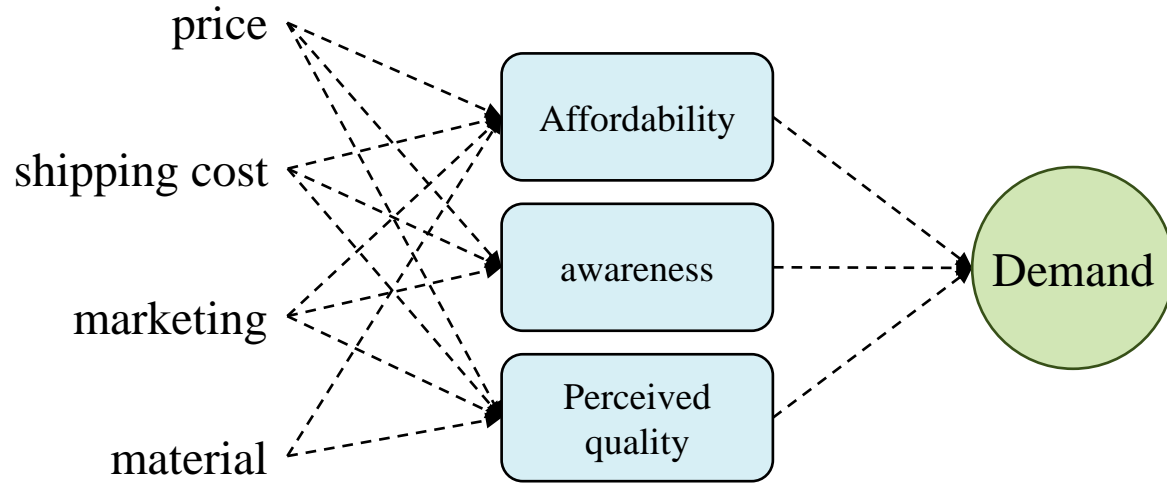 price
shipping cost
marketing
material
Affordability
awareness
Perceived
quality
Demand